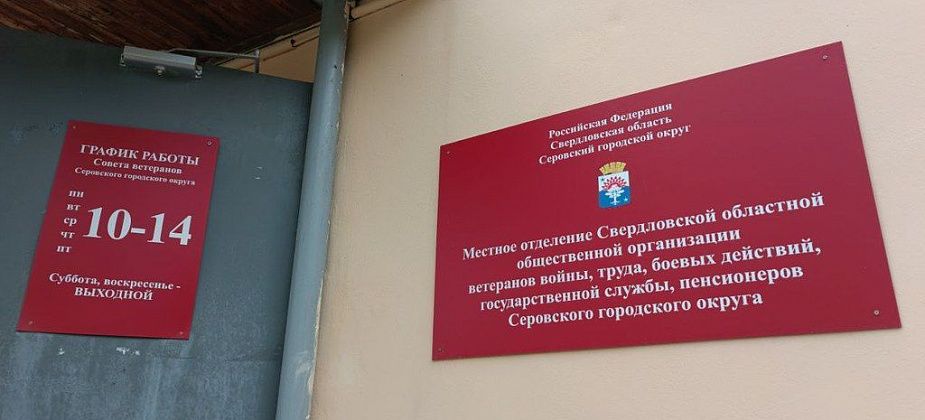 ГРАФИК РАБОТЫ
Совета ветеранов
Серовского городского округа
пн
вт
ср
чт
пт
10-14
Суббота, воскресенье -
ВЫХОДНОЙ
Российская Федерация
Свердловская область
Серовский городской округ
Местное отделение Свердловской областной
общественной организации
ветеранов войны, труда, боевых действий,
государственной службы, пенсионеров
Серовского городского округа